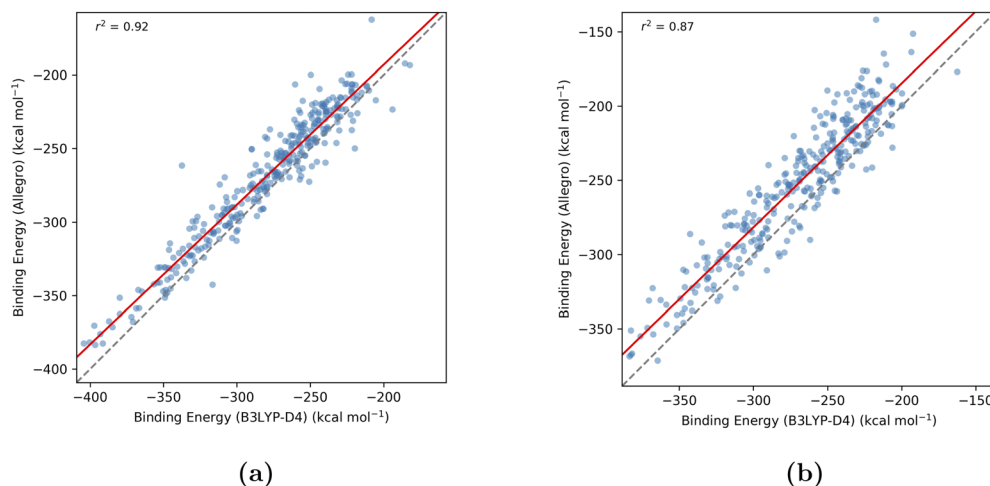 r² = 0.92
Binding Energy (Allegro) (kcal mol⁻¹)
−200
−250
−300
−350
−400
−400 −350 −300 −250 −200
Binding Energy (B3LYP-D4) (kcal mol⁻¹)
(a)
r² = 0.87
Binding Energy (Allegro) (kcal mol⁻¹)
−150
−200
−250
−300
−350
−350 −300 −250 −200 −150
Binding Energy (B3LYP-D4) (kcal mol⁻¹)
(b)